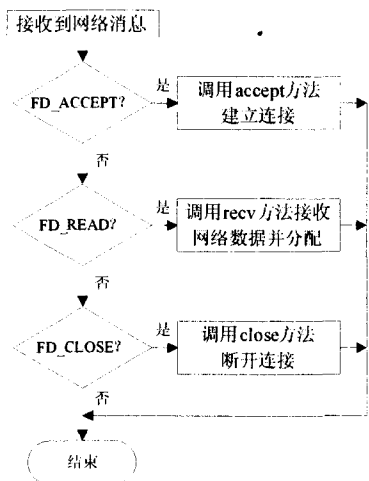 接收到网络消息
FD_ACCEPT?
是
调用accept方法
建立连接
否
FD_READ?
是
调用recv方法接收
网络数据并分配
否
FD_CLOSE?
是
调用close方法
断开连接
否
结束